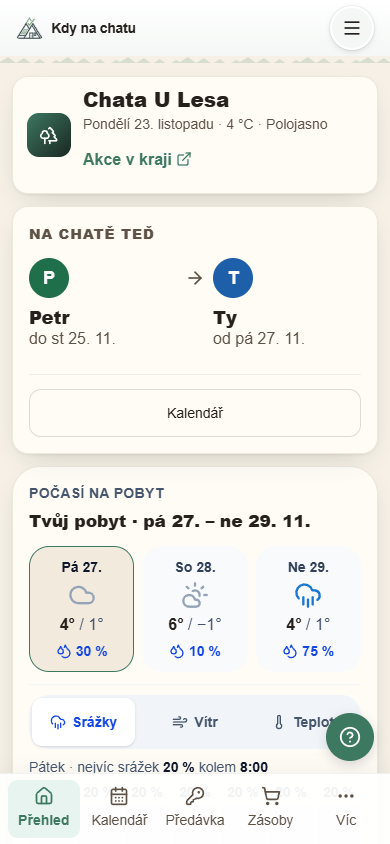 Kdy na chatu
Chata U Lesa
Pondělí 23. listopadu · 4 °C · Polojasno
Akce v kraji
NA CHATĚ TEĎ
P
T
Petr
Ty
do st 25. 11.
od pá 27. 11.
Kalendář
POČASÍ NA POBYT
Tvůj pobyt · pá 27. – ne 29. 11.
Pá 27.
So 28.
Ne 29.
4° / 1°
6° / −1°
4° / 1°
30 %
10 %
75 %
Srážky
Vítr
Pátek · nejvíc srážek 20 % kolem 8:00
Přehled
Kalendář
Předávka
Zásoby
Víc